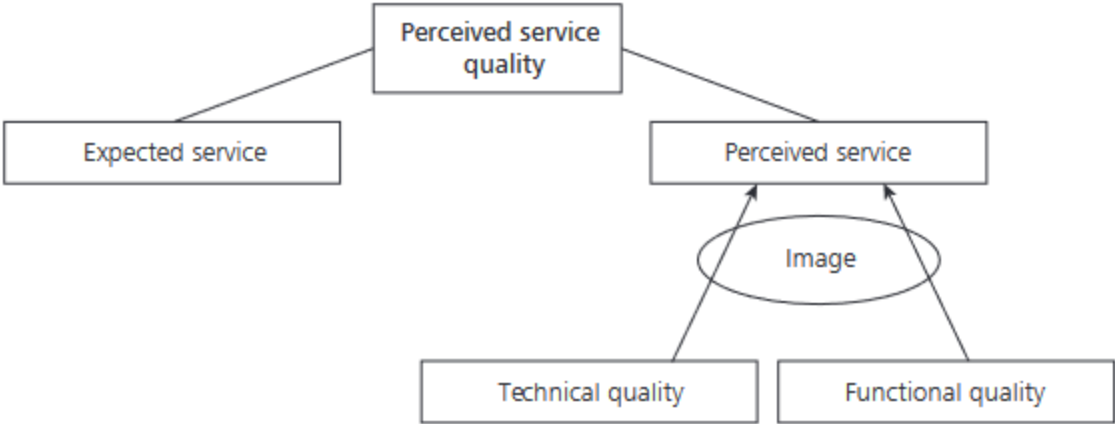 Perceived service
quality
Expected service
Perceived service
Image
Technical quality
Functional quality